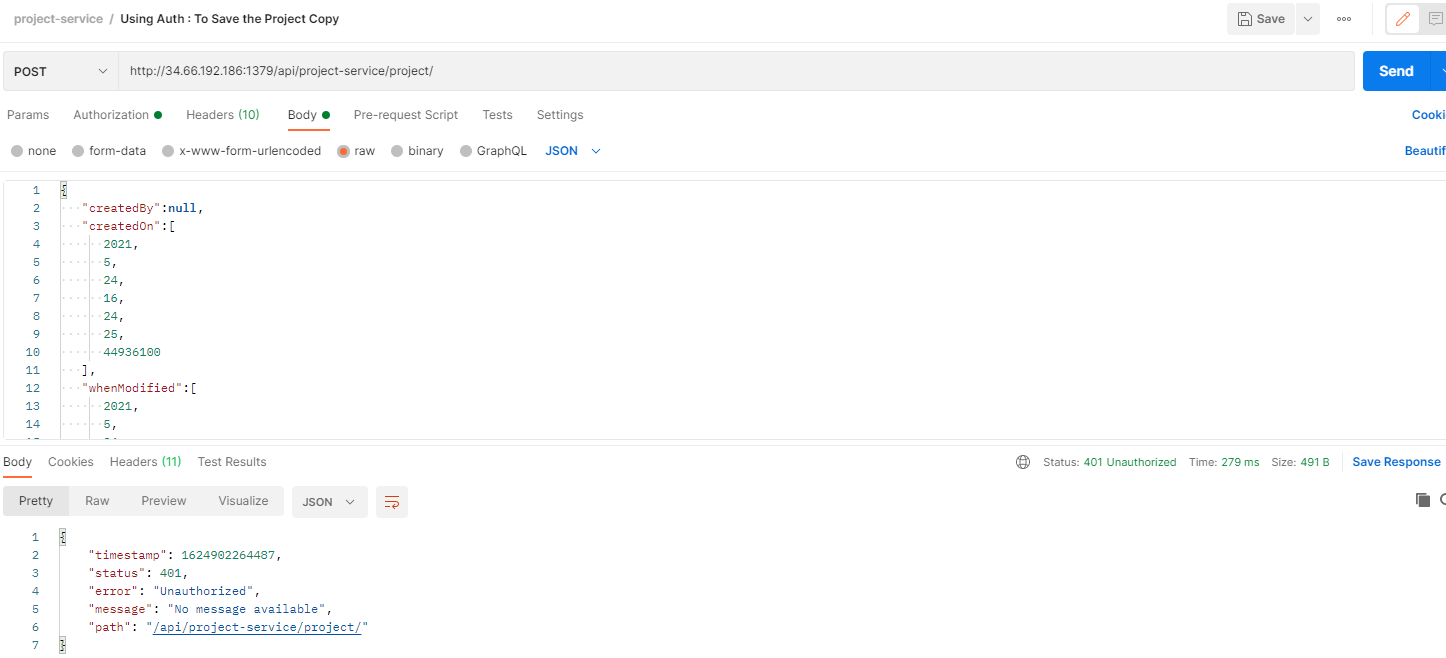 project-service / Using Auth : To Save the Project Copy
Save
POST http://34.66.192.186:1379/api/project-service/project/ Send
Params Authorization Headers (10) Body Pre-request Script Tests Settings Cooki
none form-data x-www-form-urlencoded raw binary GraphQL JSON Beautif
1 {
2 "createdBy":null,
3 "createdOn":[
4 2021,
5 5,
6 24,
7 16,
8 24,
9 25,
10 44936100
11 ],
12 "whenModified":[
13 2021,
14 5,
Body Cookies Headers (11) Test Results Status: 401 Unauthorized Time: 279 ms Size: 491 B Save Response
Pretty Raw Preview Visualize JSON
1 {
2 "timestamp": 1624902264487,
3 "status": 401,
4 "error": "Unauthorized",
5 "message": "No message available",
6 "path": "/api/project-service/project/"
7 }